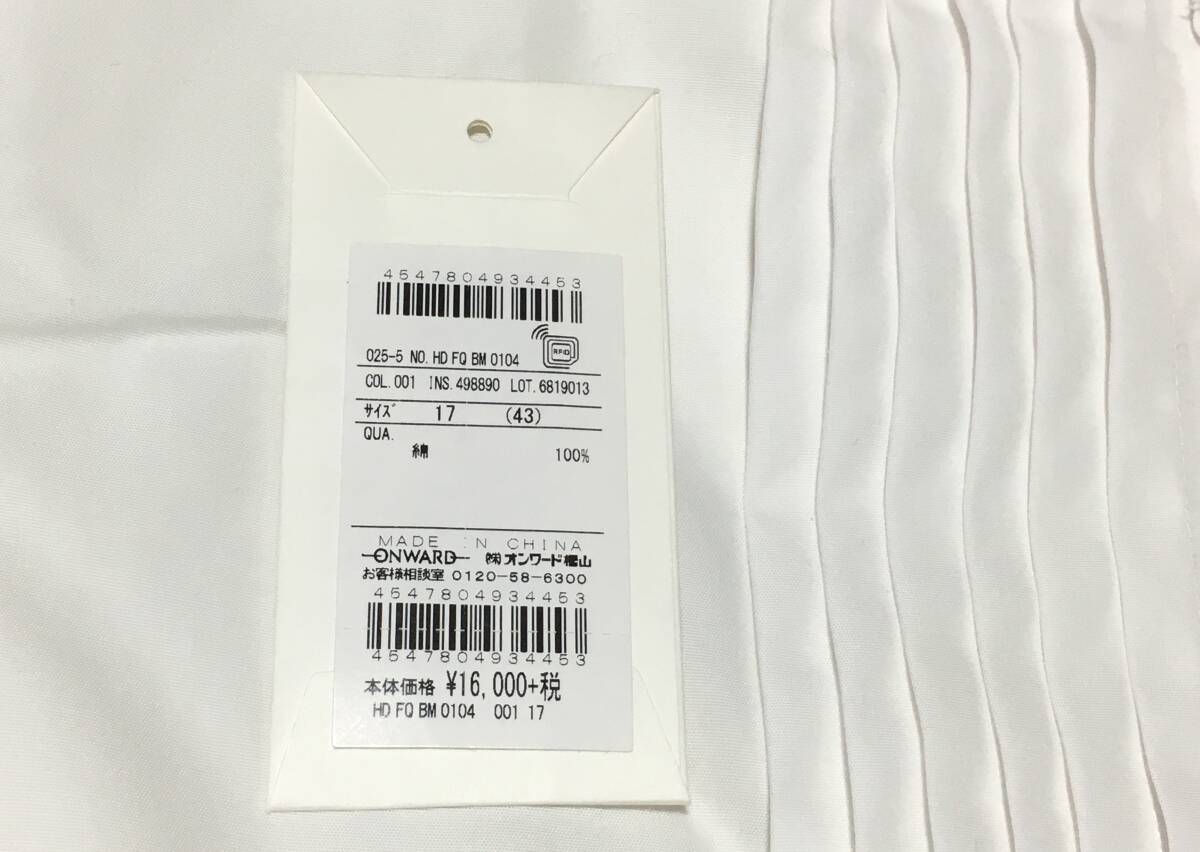 4547804934453
RFID
025-5 NO. HD FQ BM 0104
COL. 001 INS. 498890 LOT. 6819013
ｻｲｽﾞ 17 (43)
QUA.
綿 100%
MADE IN CHINA
ONWARD ㈱オンワード樫山
お客様相談室 0120-58-6300
4547804934453
4547804934453
本体価格 ¥16,000+税
HD FQ BM 0104 001 17